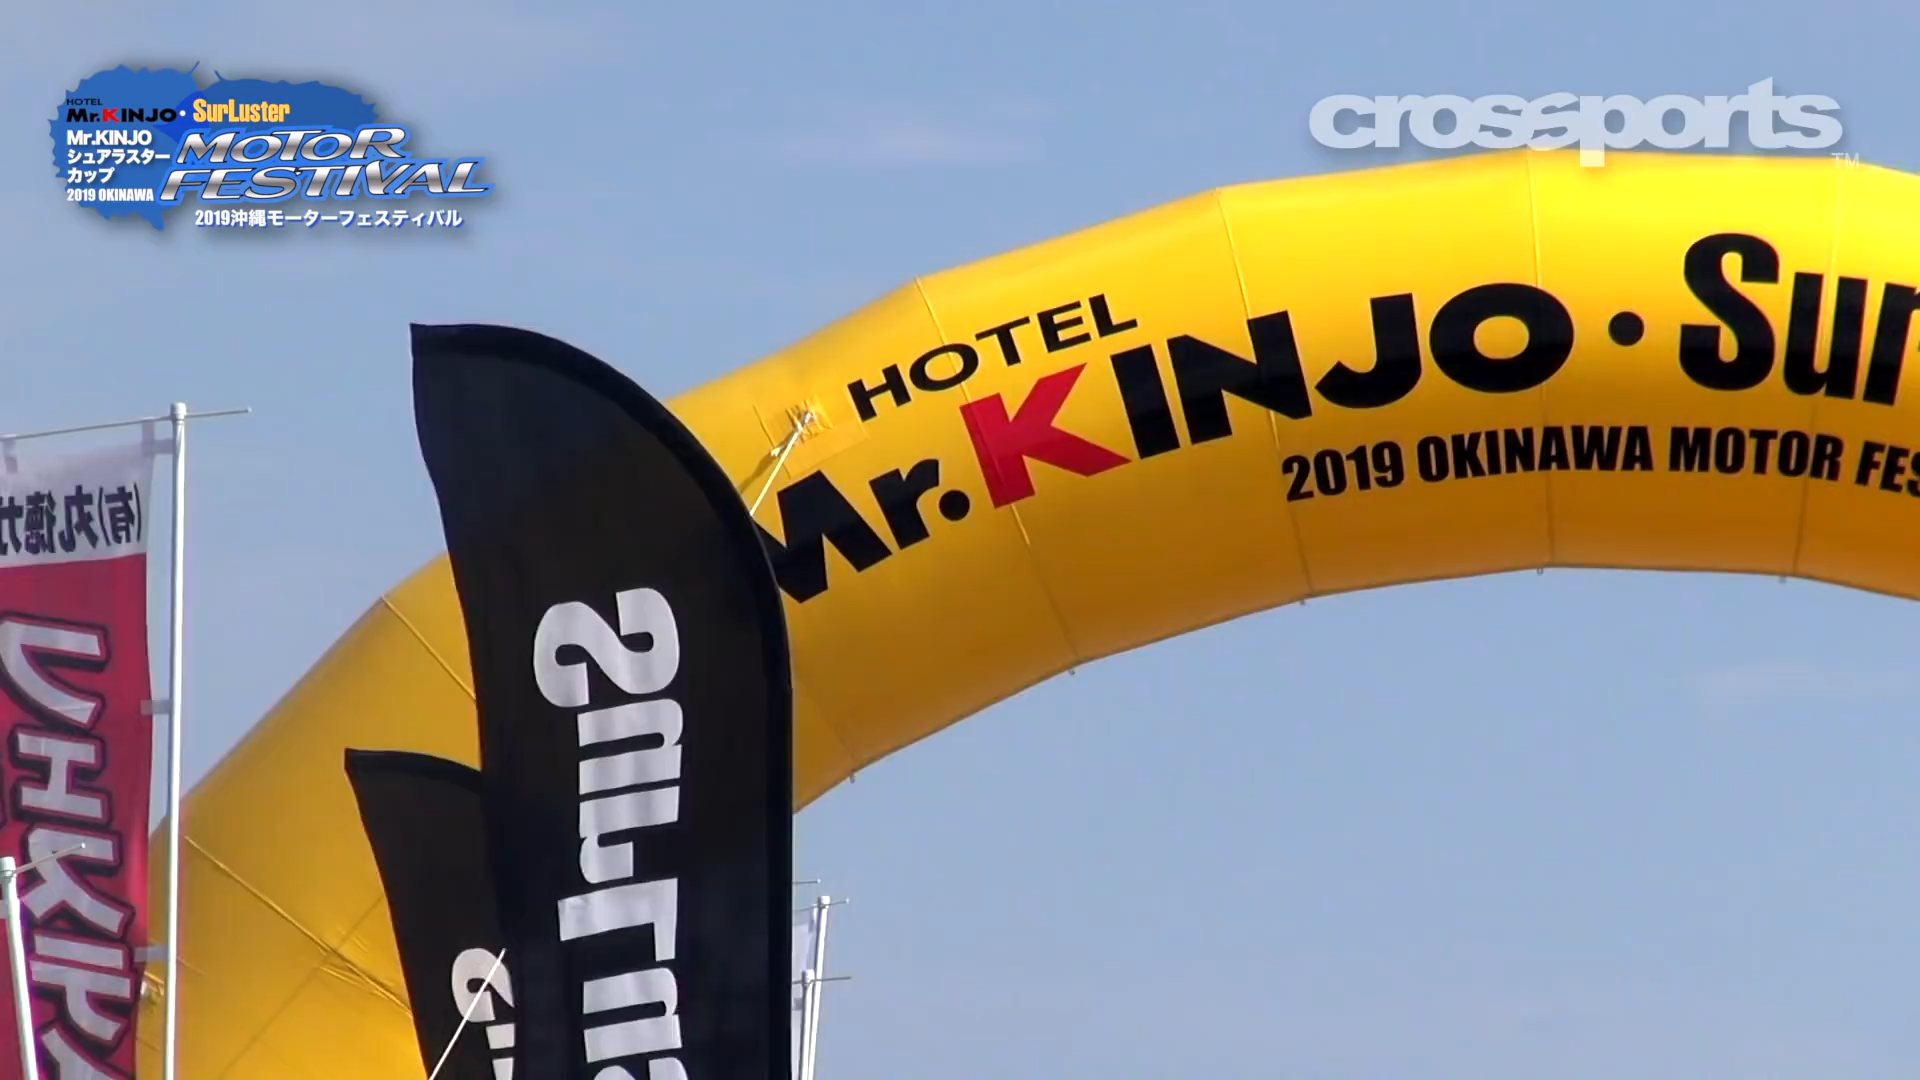 HOTEL
Mr.KINJO・SurLuster
Mr.KINJO
シュアラスター
カップ
2019 OKINAWA
MOTOR
FESTIVAL
2019沖縄モーターフェスティバル
crossports
TM
HOTEL
Mr.KINJO・Sur
2019 OKINAWA MOTOR FES
(有)丸徳ガ
SurLus